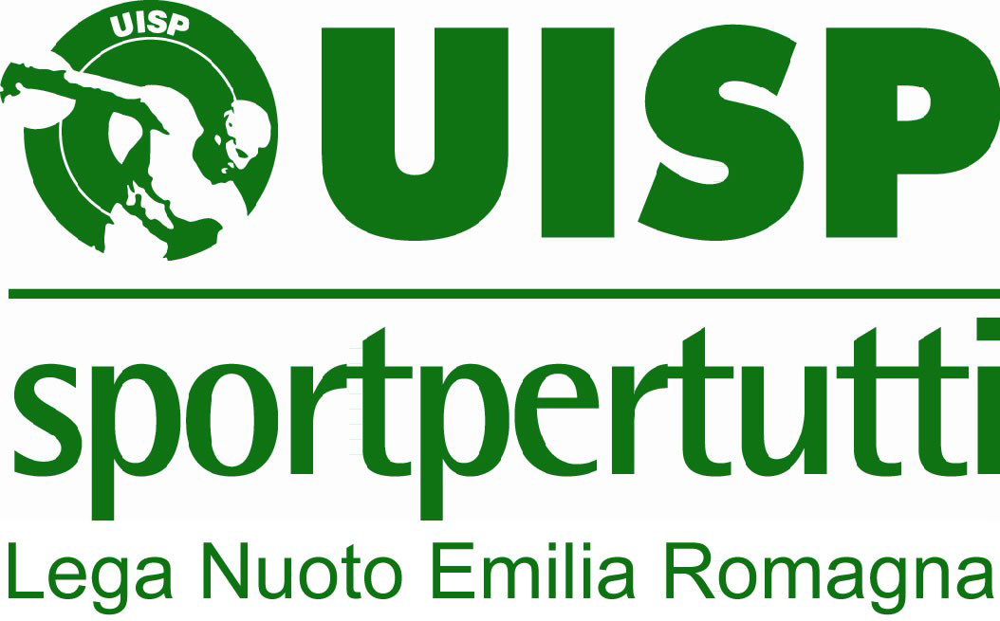 UISP
UISP
sportpertutti
Lega Nuoto Emilia Romagna